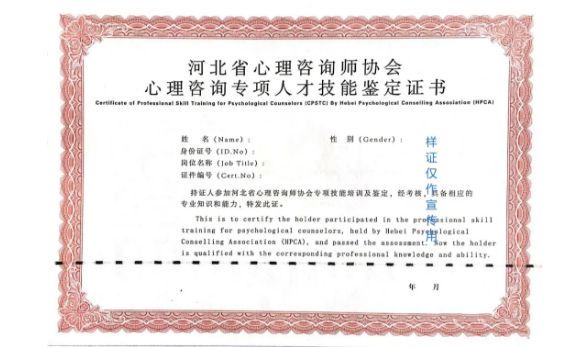 河北省心理咨询师协会
心理咨询专项人才技能鉴定证书
Certificate of Professional Skill Training for Psychological Counselors (CPSTC) By Hebei Psychological Conselling Association (HPCA)
姓 名 (Name) : 性 别 (Gender) :
身份证号 (ID.No) :
岗位名称 (Job Title) :
证件编号 (Cert.No) :
持证人参加河北省心理咨询师协会专项技能培训及鉴定，经考核，具备相应的
专业知识和能力，特发此证。
This is to certify the holder participated in the professional skill
training for psychological counselors, held by Hebei Psychological
Conselling Association (HPCA), and passed the assessment. Now the holder
is qualified with the corresponding professional knowledge and ability.
年 月
样证仅作宣传用